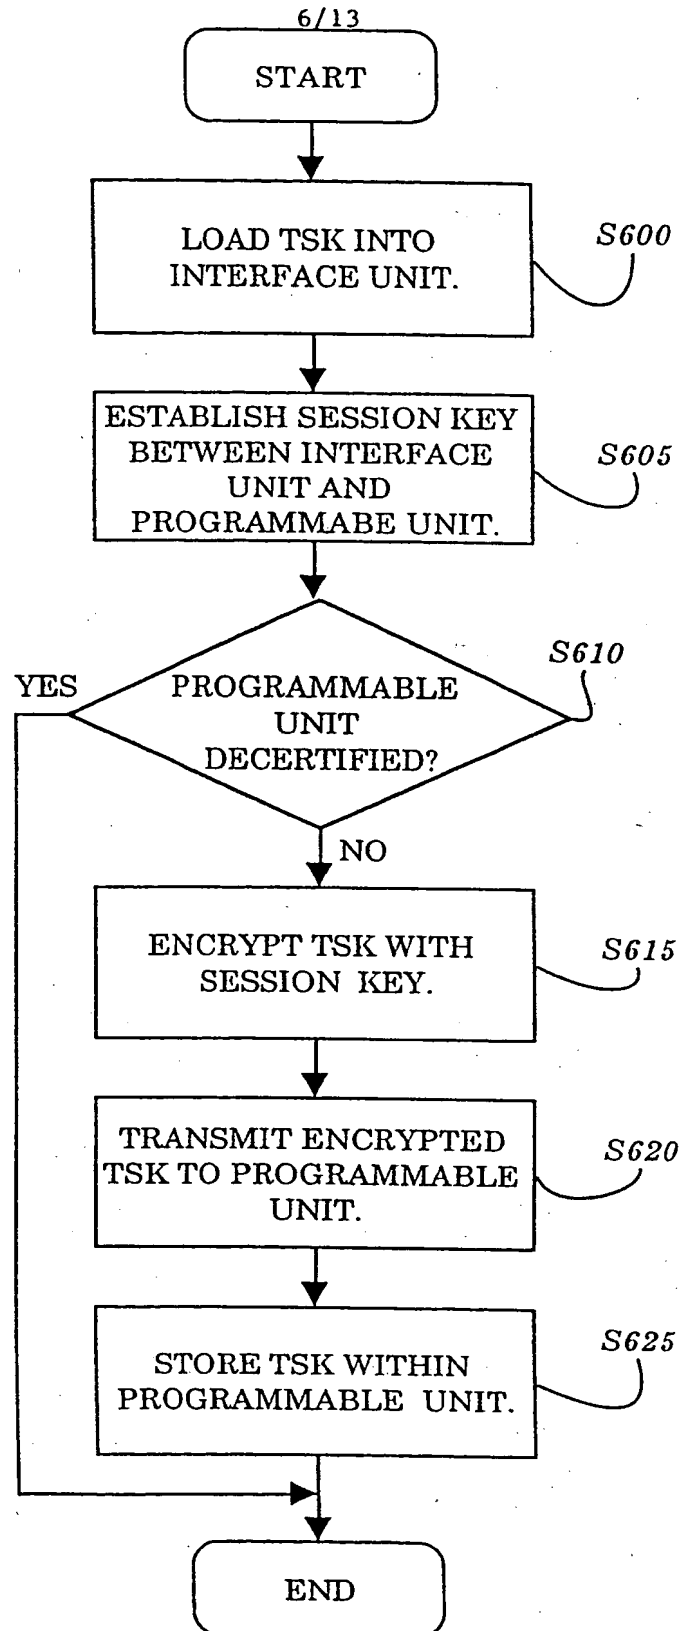 6/13
START
LOAD TSK INTO
INTERFACE UNIT.
S600
ESTABLISH SESSION KEY
BETWEEN INTERFACE
UNIT AND
PROGRAMMABE UNIT.
S605
PROGRAMMABLE
UNIT
DECERTIFIED?
S610
YES
NO
ENCRYPT TSK WITH
SESSION KEY.
S615
TRANSMIT ENCRYPTED
TSK TO PROGRAMMABLE
UNIT.
S620
STORE TSK WITHIN
PROGRAMMABLE UNIT.
S625
END